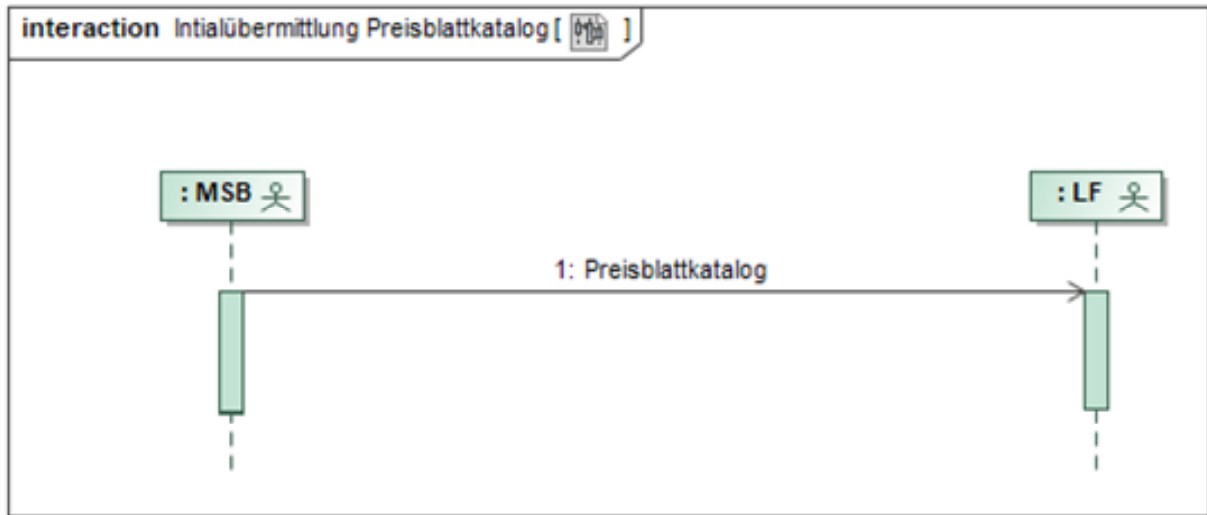 interaction Intialübermittlung Preisblattkatalog [ ]
: MSB
: LF
1: Preisblattkatalog